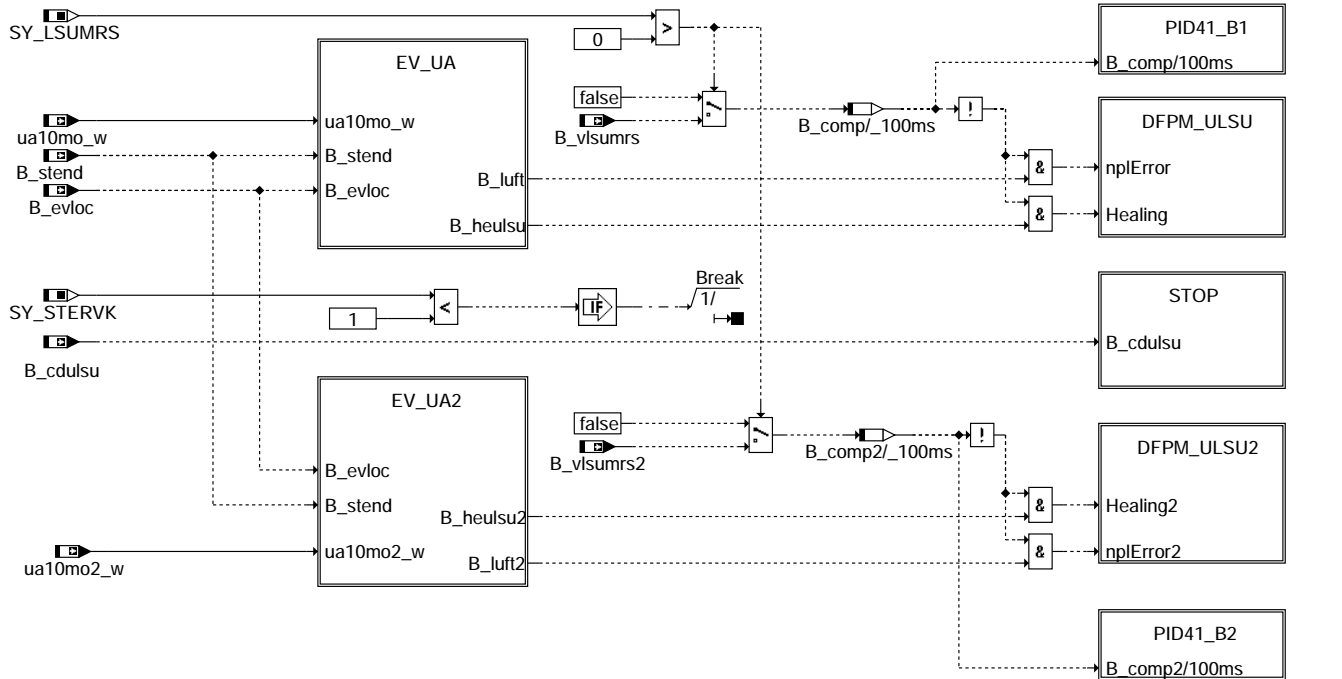 SY_LSUMRS
0
>
PID41_B1
B_comp/100ms
EV_UA
false
B_vlsumrs
B_comp/_100ms
!
DFPM_ULSU
ua10mo_w
ua10mo_w
B_stend
B_stend
B_evloc
B_evloc
B_luft
&
nplError
B_heulsu
&
Healing
SY_STERVK
1
<
IF
Break
1/
STOP
B_cdulsu
B_cdulsu
EV_UA2
false
B_vlsumrs2
B_comp2/_100ms
!
DFPM_ULSU2
B_evloc
B_stend
B_heulsu2
&
Healing2
ua10mo2_w
ua10mo2_w
B_luft2
&
nplError2
PID41_B2
B_comp2/100ms